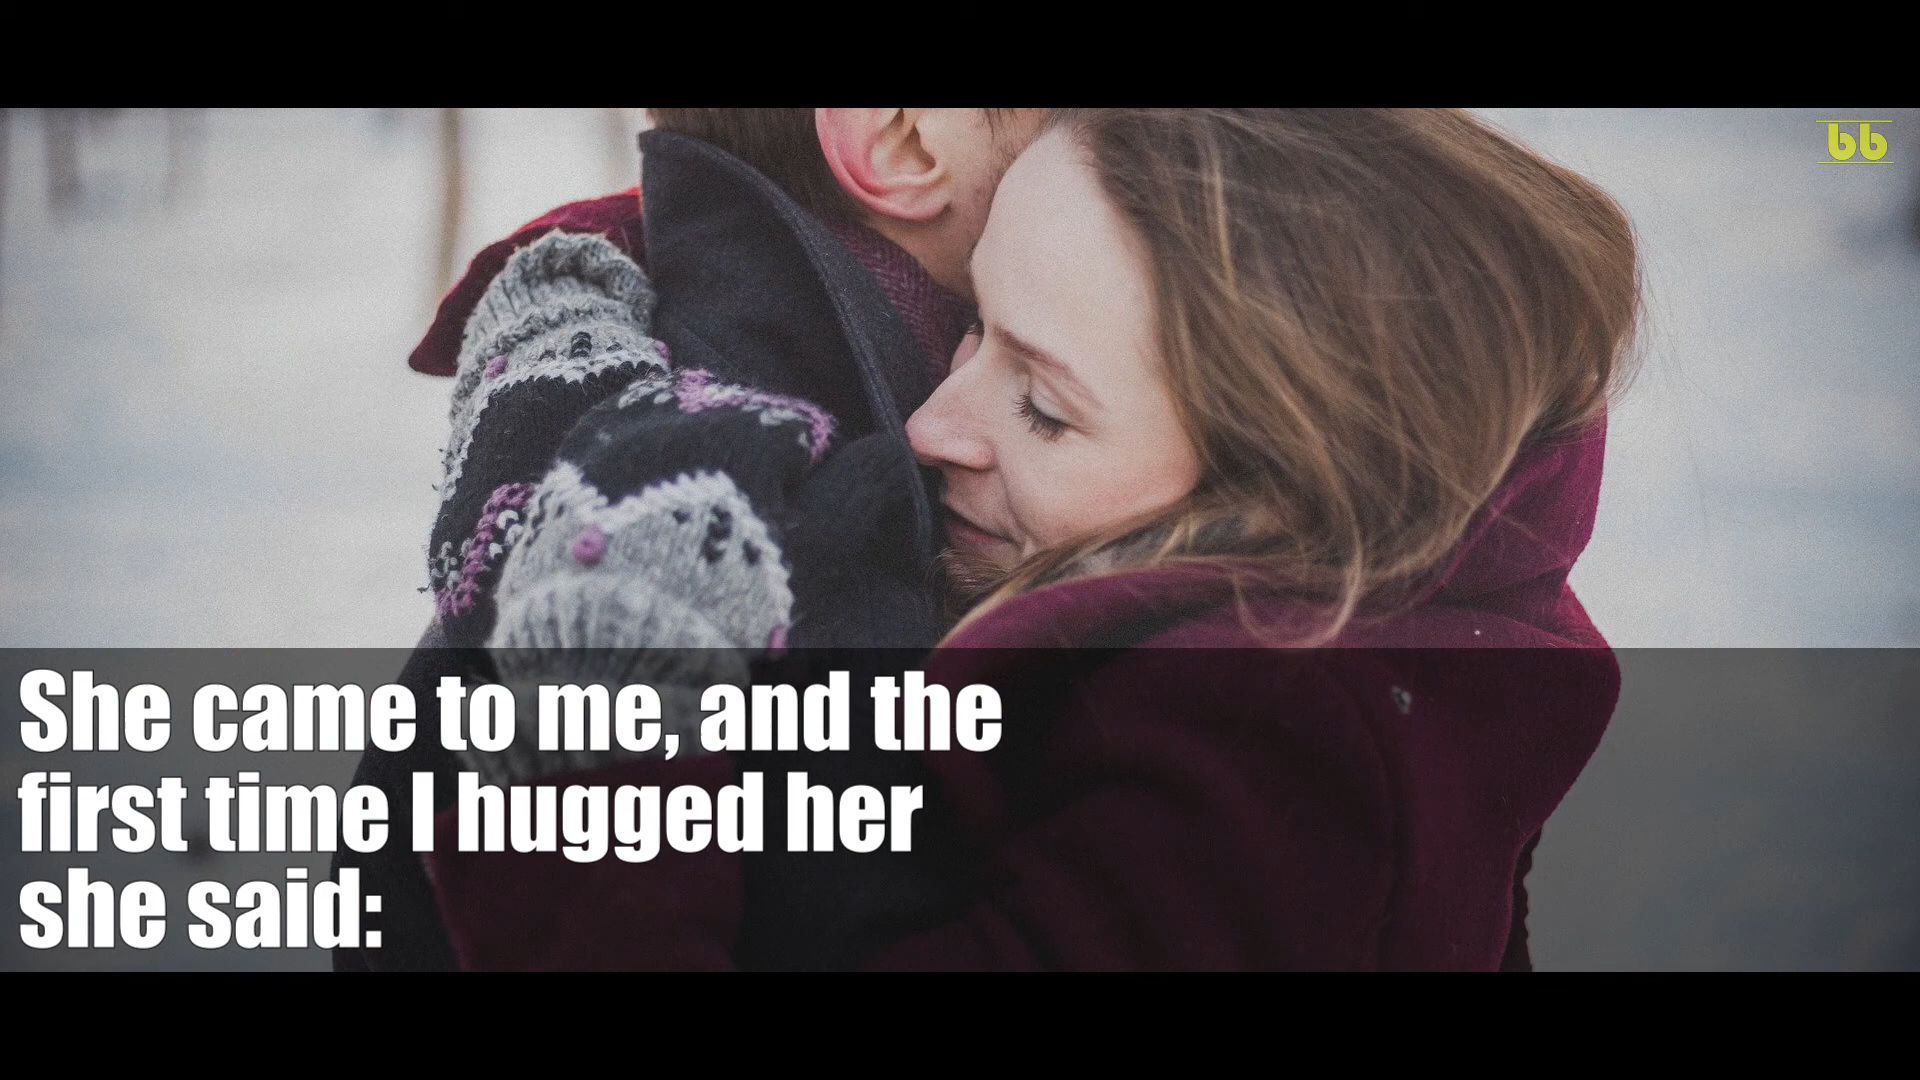 bb
She came to me, and the
first time I hugged her
she said: